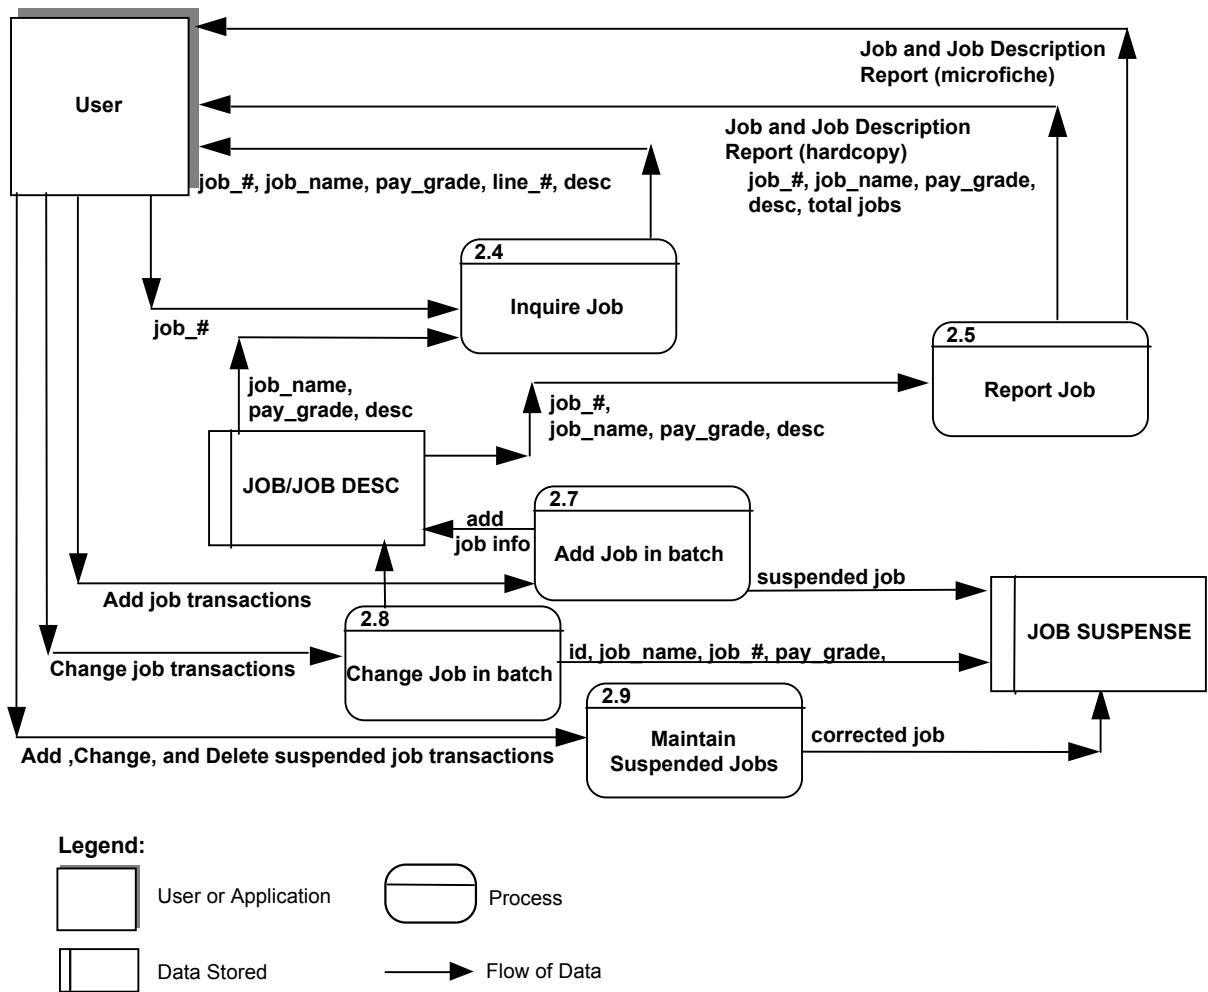 Job and Job Description
Report (microfiche)
User
Job and Job Description
Report (hardcopy)
job_#, job_name, pay_grade,
desc, total jobs
job_#, job_name, pay_grade, line_#, desc
2.4
Inquire Job
job_#
2.5
Report Job
job_name,
pay_grade, desc
job_#,
job_name, pay_grade, desc
JOB/JOB DESC
2.7
Add Job in batch
add
job info
suspended job
Add job transactions
JOB SUSPENSE
2.8
Change Job in batch
id, job_name, job_#, pay_grade,
Change job transactions
2.9
Maintain
Suspended Jobs
corrected job
Add ,Change, and Delete suspended job transactions
Legend:
User or Application
Process
Data Stored
Flow of Data